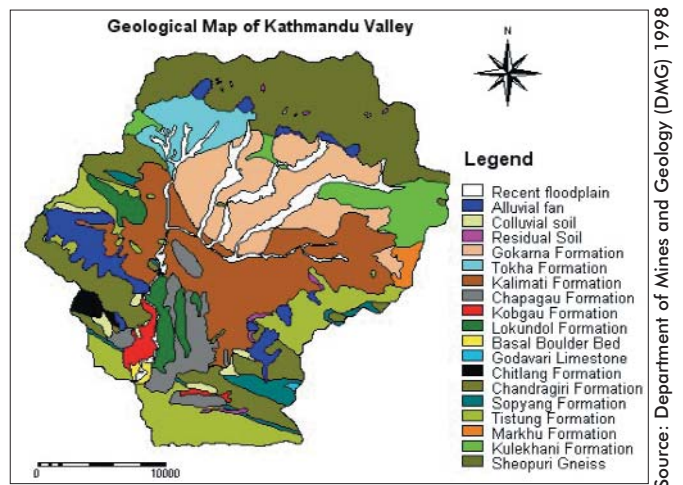 Geological Map of Kathmandu Valley
N
Legend
Recent floodplain
Alluvial fan
Colluvial soil
Residual Soil
Gokarna Formation
Tokha Formation
Kalimati Formation
Chapagau Formation
Kobgau Formation
Lokundol Formation
Basal Boulder Bed
Godavari Limestone
Chitlang Formation
Chandragiri Formation
Sopyang Formation
Tistung Formation
Markhu Formation
Kulekhani Formation
Sheopuri Gneiss
0 10000
Source: Department of Mines and Geology (DMG) 1998